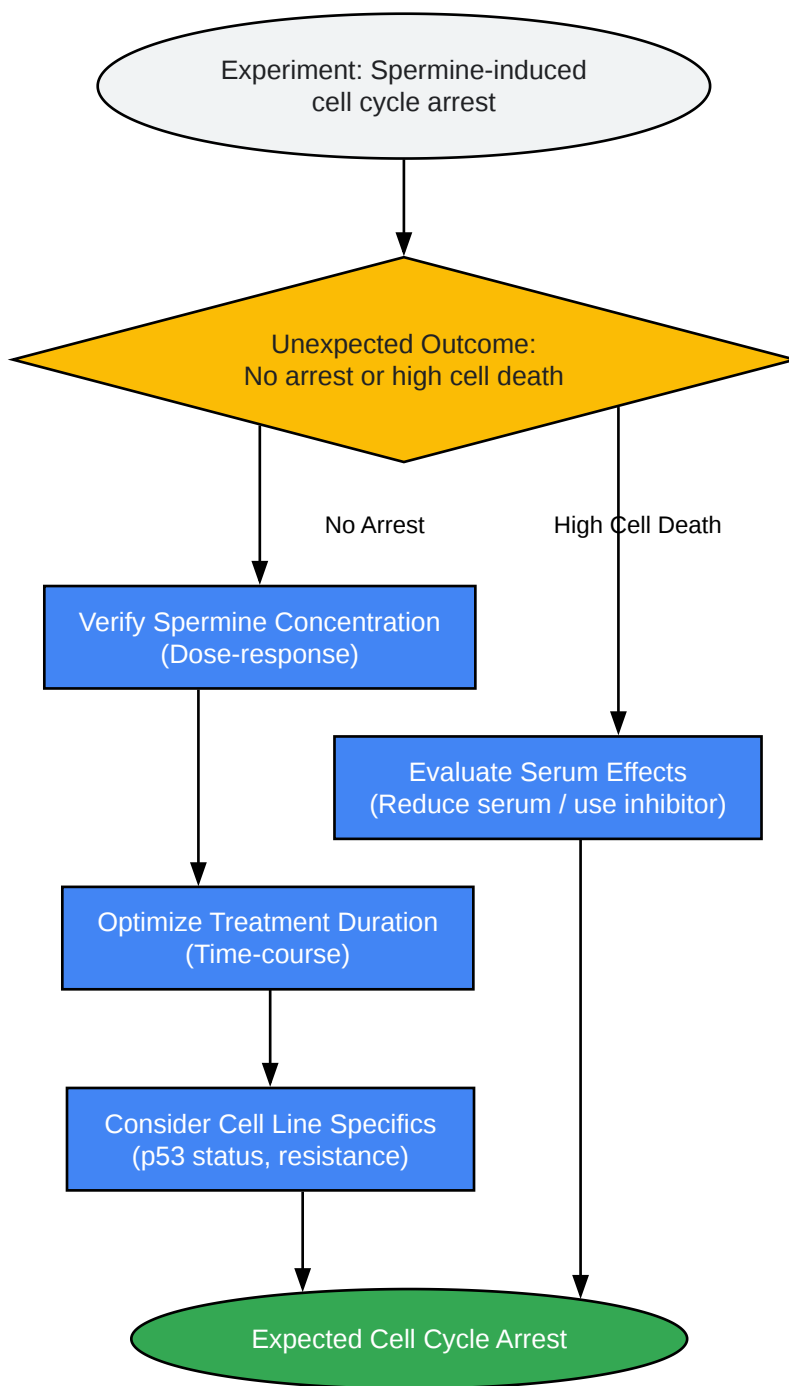 Experiment: Spermine-induced
cell cycle arrest
Unexpected Outcome:
No arrest or high cell death
No Arrest
High Cell Death
Verify Spermine Concentration
(Dose-response)
Evaluate Serum Effects
(Reduce serum / use inhibitor)
Optimize Treatment Duration
(Time-course)
Consider Cell Line Specifics
(p53 status, resistance)
Expected Cell Cycle Arrest